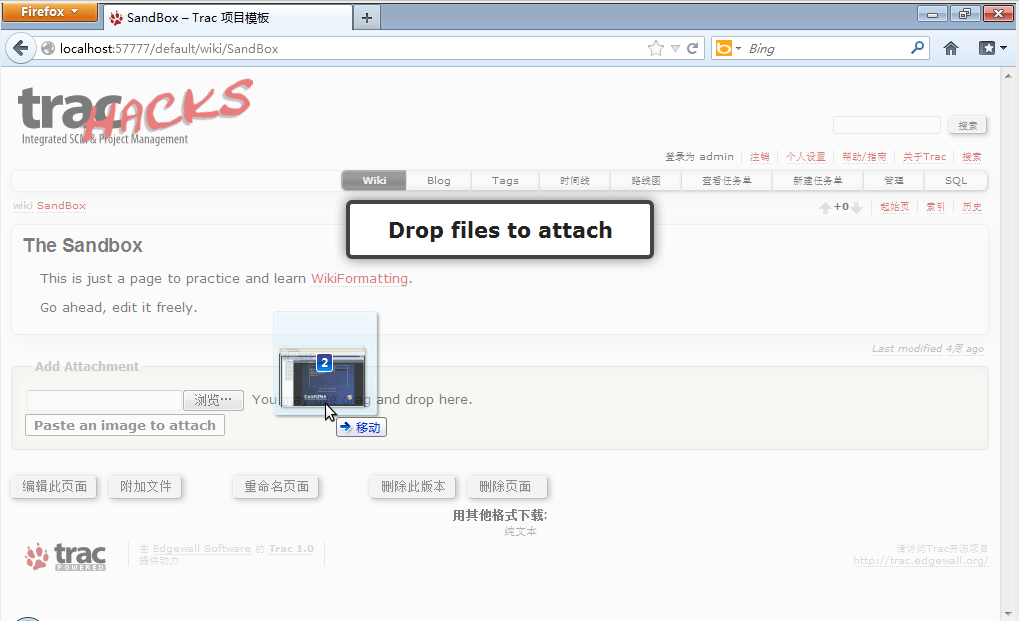 Firefox
SandBox – Trac 项目模板
localhost:57777/default/wiki/SandBox
Bing
trac HACKS
Integrated SCM & Project Management
搜索
登录为 admin 注销 个人设置 帮助/指南 关于Trac 搜索
Wiki Blog Tags 时间线 路线图 查看任务单 新建任务单 管理 SQL
wiki SandBox
+0 起始页 索引 历史
Drop files to attach
The Sandbox
This is just a page to practice and learn WikiFormatting.
Go ahead, edit it freely.
Last modified 4周 ago
Add Attachment
2
浏览… You may drag and drop here.
移动
Paste an image to attach
编辑此页面 附加文件 重命名页面 删除此版本 删除页面
用其他格式下载:
纯文本
trac POWERED
由 Edgewall Software 的 Trac 1.0
提供动力
请访问Trac开源项目
http://trac.edgewall.org/